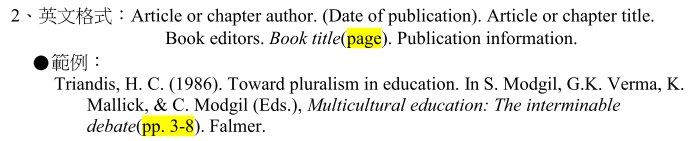 2、英文格式：Article or chapter author. (Date of publication). Article or chapter title.
Book editors. Book title(page). Publication information.
●範例：
Triandis, H. C. (1986). Toward pluralism in education. In S. Modgil, G.K. Verma, K.
Mallick, & C. Modgil (Eds.), Multicultural education: The interminable
debate(pp. 3-8). Falmer.